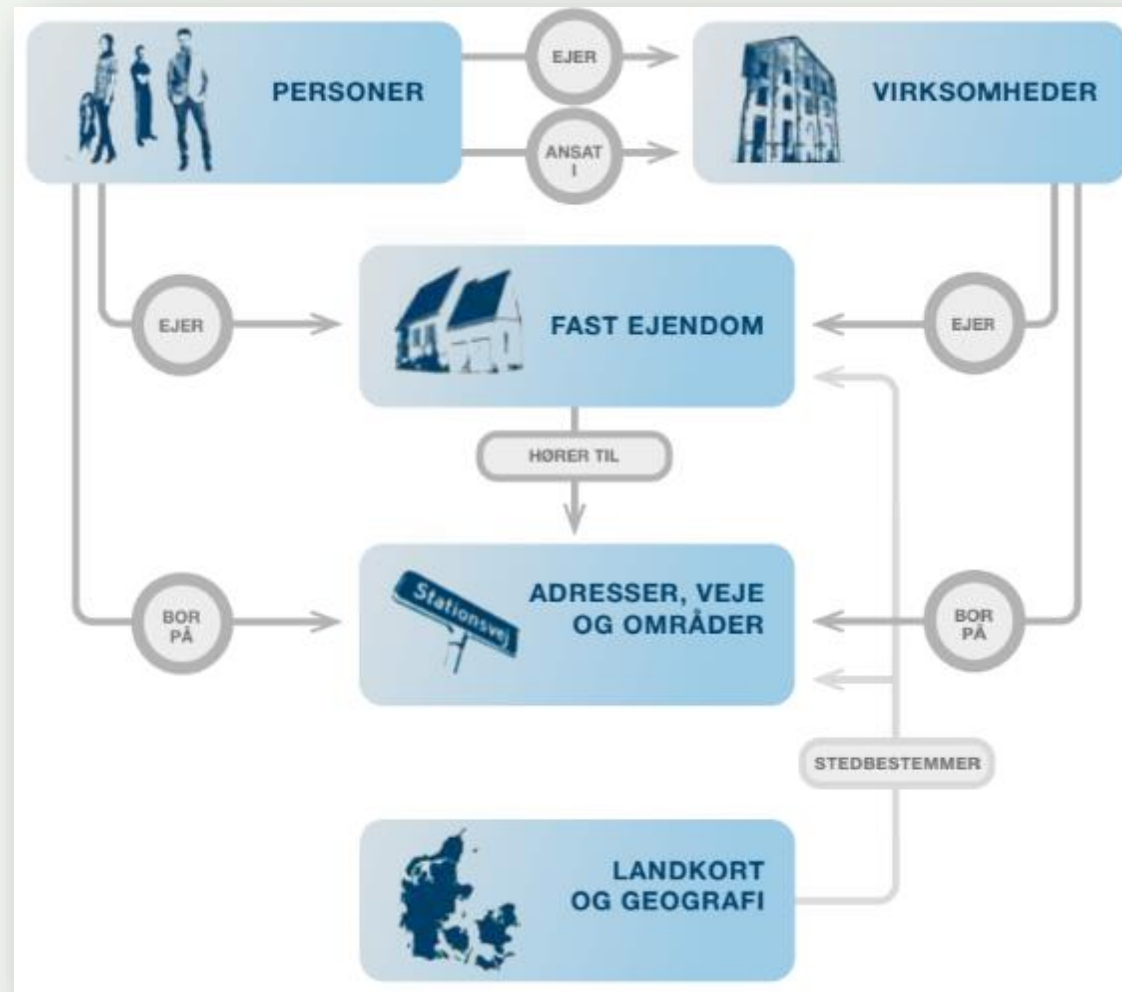 EJER
PERSONER
VIRKSOMHEDER
ANSAT
I
FAST EJENDOM
EJER
EJER
HØRER TIL
Stationsvej
ADRESSER, VEJE
OG OMRÅDER
BOR
PÅ
BOR
PÅ
STEDBESTEMMER
LANDKORT
OG GEOGRAFI